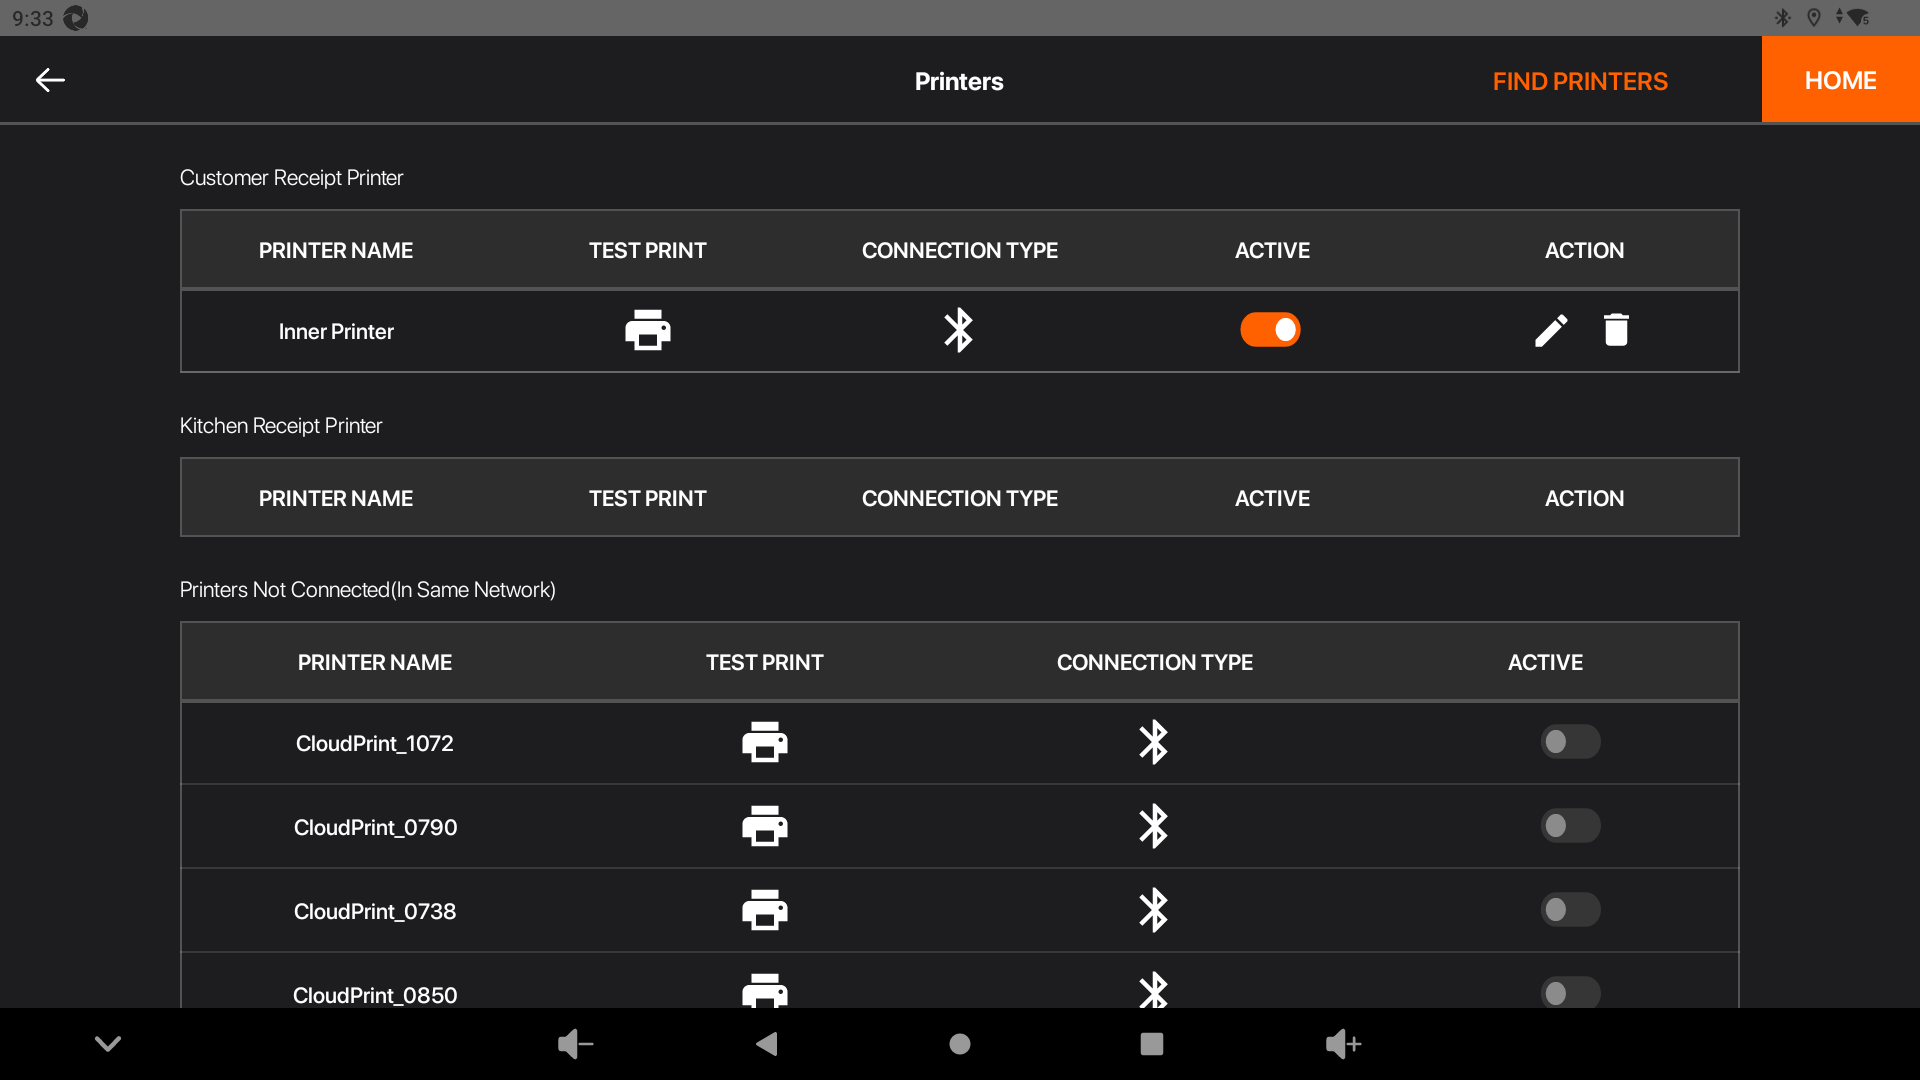 9:33
5
Printers
FIND PRINTERS
HOME
Customer Receipt Printer
PRINTER NAME TEST PRINT CONNECTION TYPE ACTIVE ACTION
Inner Printer
Kitchen Receipt Printer
PRINTER NAME TEST PRINT CONNECTION TYPE ACTIVE ACTION
Printers Not Connected(In Same Network)
PRINTER NAME TEST PRINT CONNECTION TYPE ACTIVE
CloudPrint_1072
CloudPrint_0790
CloudPrint_0738
CloudPrint_0850